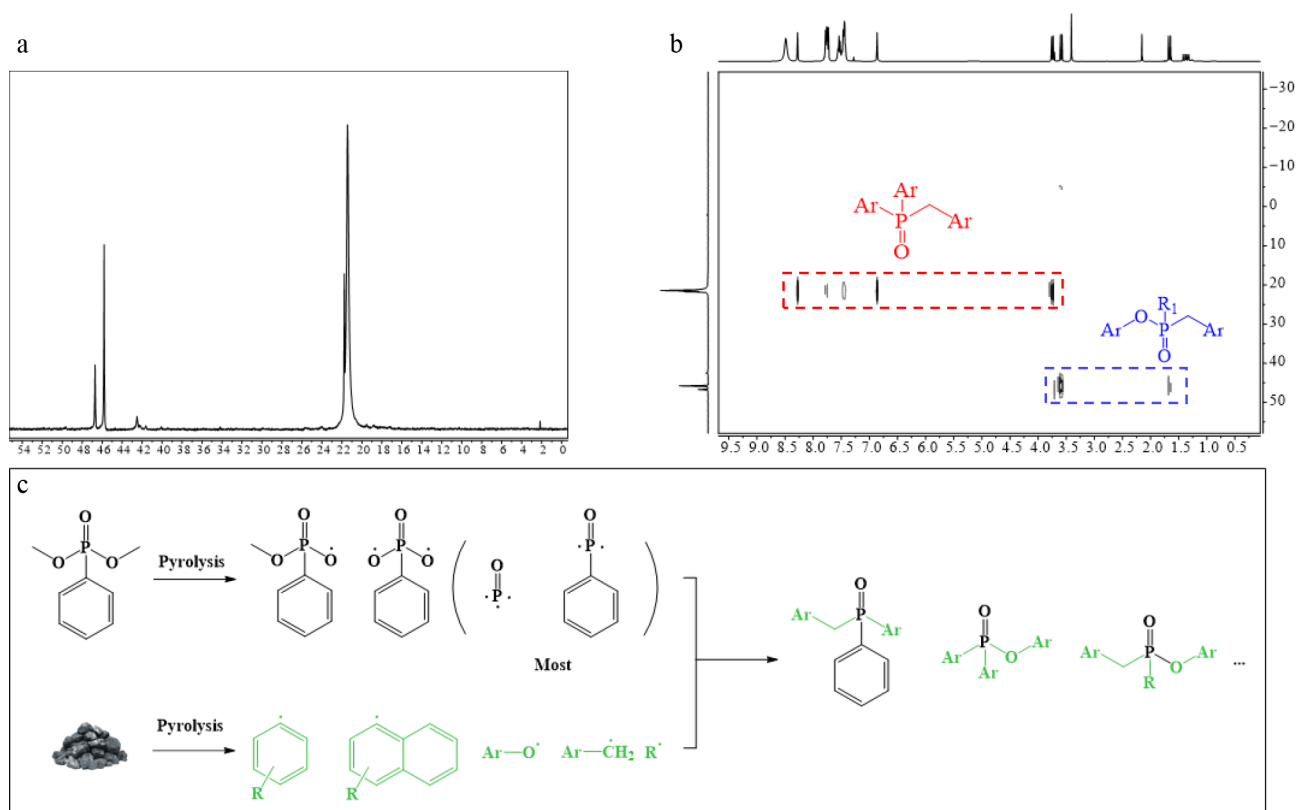 a
54 52 50 48 46 44 42 40 38 36 34 32 30 28 26 24 22 20 18 16 14 12 10 8 6 4 2 0
b
−30
−20
−10
0
10
20
30
40
50
Ar
Ar
P
Ar
O
R1
O
Ar
P
Ar
O
9.5 9.0 8.5 8.0 7.5 7.0 6.5 6.0 5.5 5.0 4.5 4.0 3.5 3.0 2.5 2.0 1.5 1.0 0.5
c
O
P
O
O
Pyrolysis
O
P
O
O·
O
·O
P
O·
O
·P·
·
O
·P·
Most
Pyrolysis
·
R
·
R
Ar—O·
Ar—ĊH2
R·
O
Ar
P
Ar
O
Ar
P
O
Ar
Ar
O
Ar
P
O
Ar
R
...